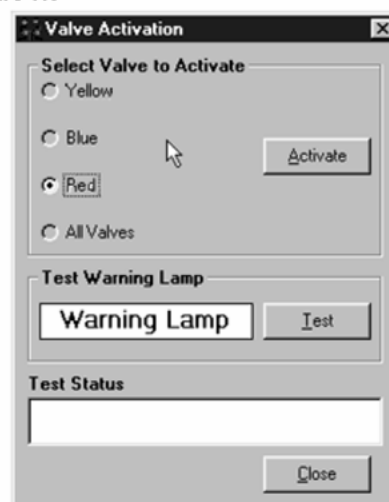 Valve Activation
Select Valve to Activate
Yellow
Blue
Activate
Red
All Valves
Test Warning Lamp
Warning Lamp
Test
Test Status
Close